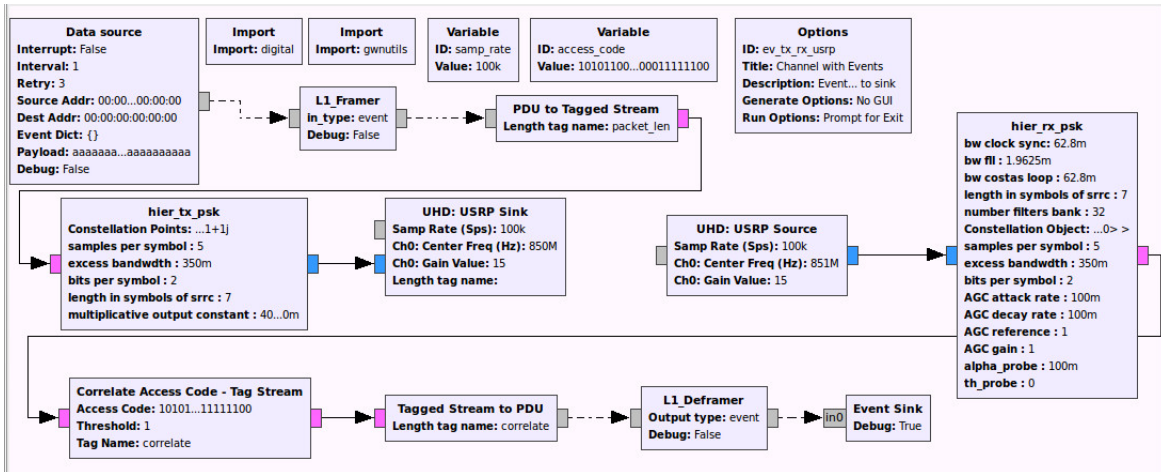 Data source
Interrupt: False
Interval: 1
Retry: 3
Source Addr: 00:00...00:00:00
Dest Addr: 00:00:00:00:00:00
Event Dict: {}
Payload: aaaaaaa...aaaaaaaaaa
Debug: False
Import
Import: digital
Import
Import: gwnutils
Variable
ID: samp_rate
Value: 100k
Variable
ID: access_code
Value: 10101100...00011111100
Options
ID: ev_tx_rx_usrp
Title: Channel with Events
Description: Event... to sink
Generate Options: No GUI
Run Options: Prompt for Exit
L1_Framer
in_type: event
Debug: False
PDU to Tagged Stream
Length tag name: packet_len
hier_tx_psk
Constellation Points: ...1+1j
samples per symbol : 5
excess bandwdth : 350m
bits per symbol : 2
length in symbols of srrc : 7
multiplicative output constant : 40...0m
UHD: USRP Sink
Samp Rate (Sps): 100k
Ch0: Center Freq (Hz): 850M
Ch0: Gain Value: 15
Length tag name:
UHD: USRP Source
Samp Rate (Sps): 100k
Ch0: Center Freq (Hz): 851M
Ch0: Gain Value: 15
hier_rx_psk
bw clock sync: 62.8m
bw fll : 1.9625m
bw costas loop : 62.8m
length in symbols of srrc : 7
number filters bank : 32
Constellation Object: ...0> >
samples per symbol : 5
excess bandwdth : 350m
bits per symbol : 2
AGC attack rate : 100m
AGC decay rate : 100m
AGC reference : 1
AGC gain : 1
alpha_probe : 100m
th_probe : 0
Correlate Access Code - Tag Stream
Access Code: 10101...11111100
Threshold: 1
Tag Name: correlate
Tagged Stream to PDU
Length tag name: correlate
L1_Deframer
Output type: event
Debug: False
in0
Event Sink
Debug: True